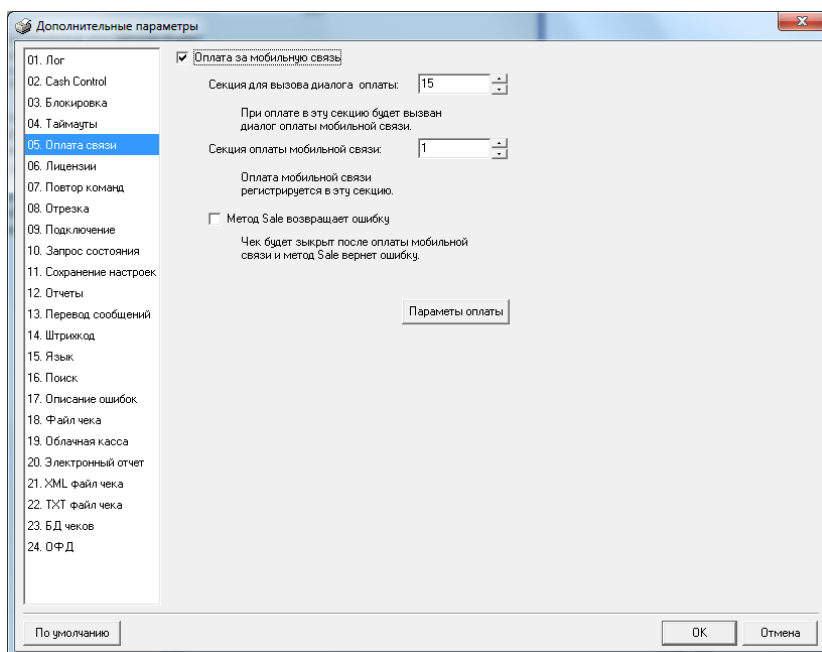 Дополнительные параметры
01. Лог
02. Cash Control
03. Блокировка
04. Таймауты
05. Оплата связи
06. Лицензии
07. Повтор команд
08. Отрезка
09. Подключение
10. Запрос состояния
11. Сохранение настроек
12. Отчеты
13. Перевод сообщений
14. Штрихкод
15. Язык
16. Поиск
17. Описание ошибок
18. Файл чека
19. Облачная касса
20. Электронный отчет
21. XML файл чека
22. TXT файл чека
23. БД чеков
24. ОФД
Оплата за мобильную связь
Секция для вызова диалога оплаты: 15
При оплате в эту секцию будет вызван
диалог оплаты мобильной связи.
Секция оплаты мобильной связи: 1
Оплата мобильной связи
регистрируется в эту секцию.
Метод Sale возвращает ошибку
Чек будет зыкрыт после оплаты мобильной
связи и метод Sale вернет ошибку.
Параметы оплаты
По умолчанию
OK
Отмена